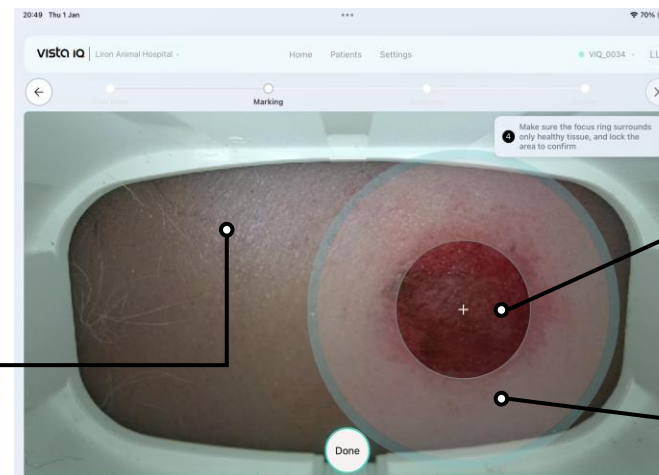 20:49 Thu 1 Jan
70%
vista iQ Liron Animal Hospital
Home Patients Settings
VIQ_0034 LL
Marking
4 Make sure the focus ring surrounds
only healthy tissue, and lock the
area to confirm
Done